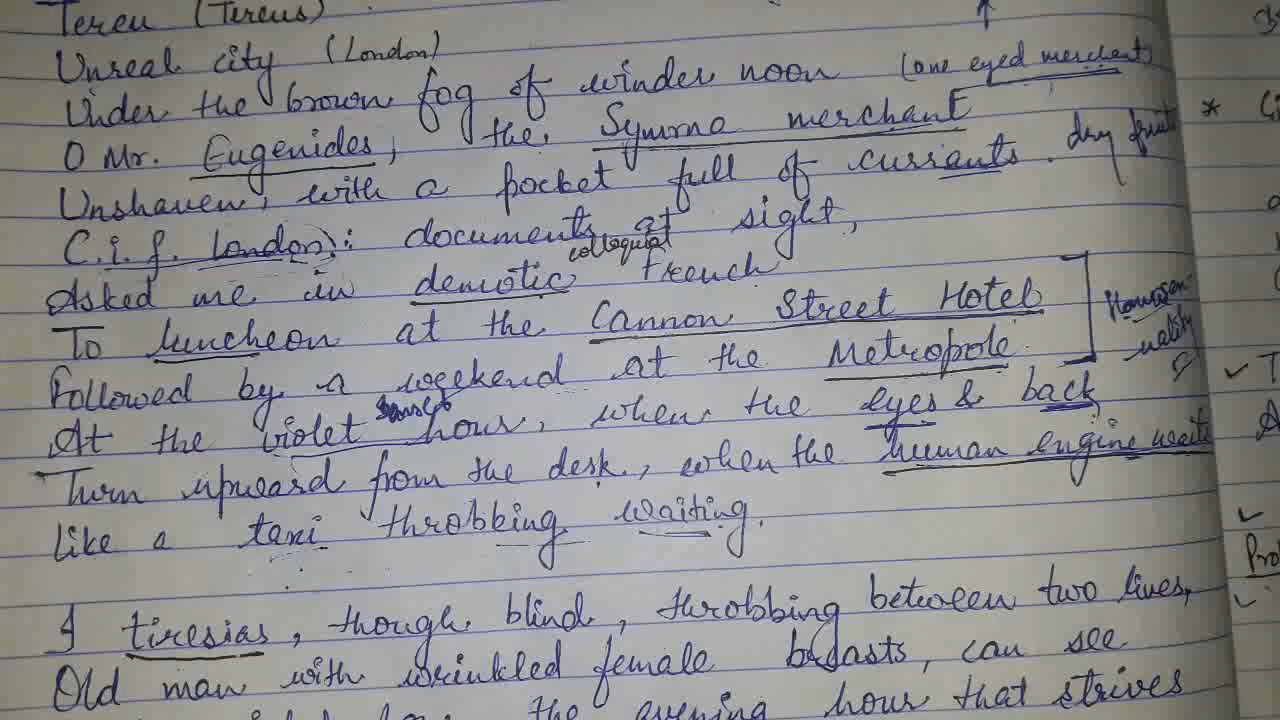 Tereu (Tereus)
Unreal city (London)
Under the brown fog of winder noon (one eyed merchant)
O Mr. Eugenides, the Symrna merchant
Unshaven, with a pocket full of currants. dry fruits
C.i.f. london): documents at sight,
colloquial
Asked me in demotic French
To luncheon at the Cannon Street Hotel
Followed by a weekend at the Metropole.
At the violet hour, when the eyes & back
Turn upward from the desk, when the human engine waits
like a taxi throbbing waiting.
I tiresias, though blind, throbbing between two lives,
Old man with wrinkled female breasts, can see
the evening hour that strives